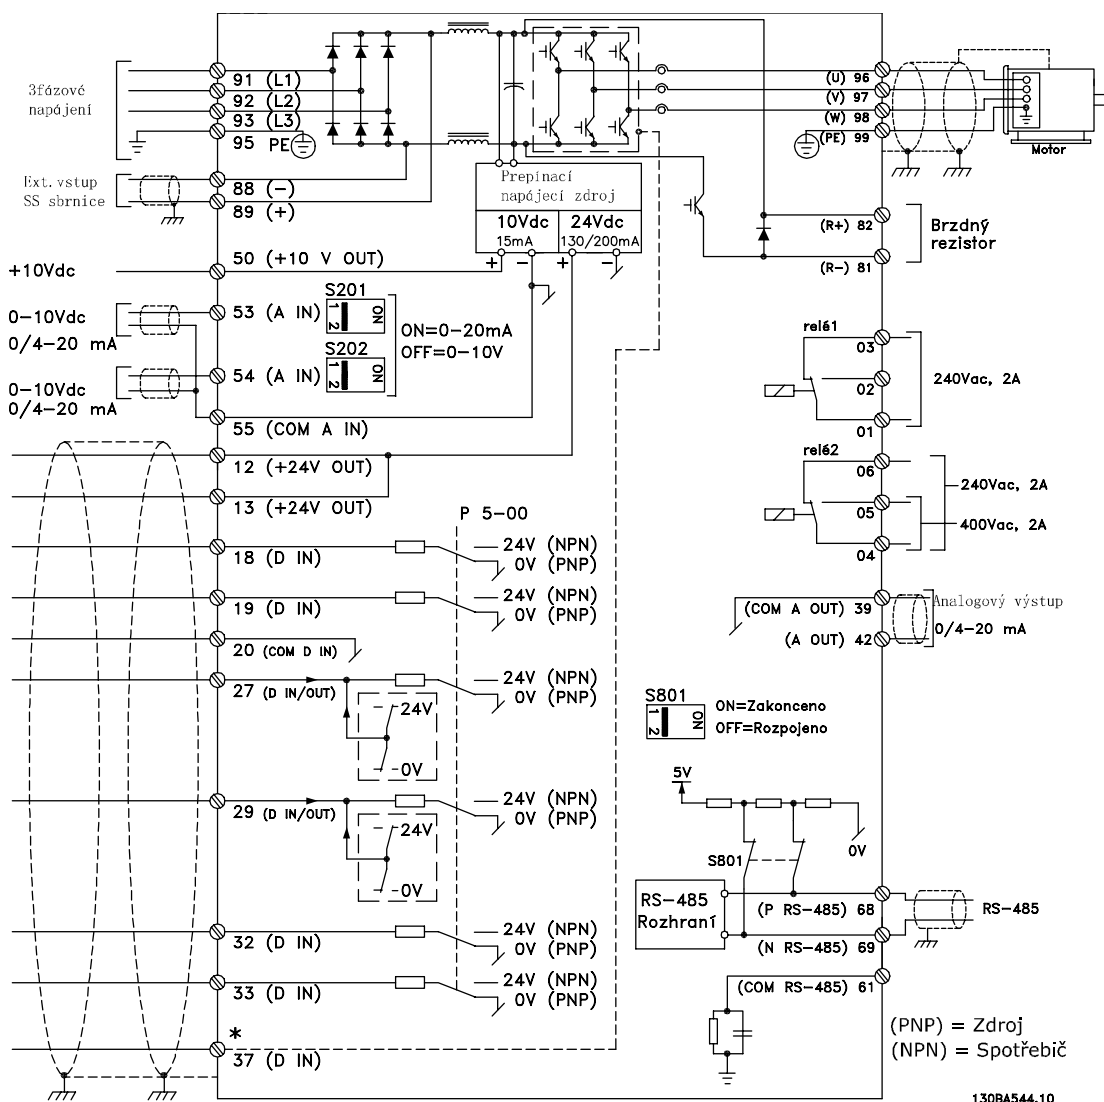 3fázové
napájení
91 (L1)
92 (L2)
93 (L3)
95 PE
Ext. vstup
SS sbrnice
88 (−)
89 (+)
Prepínací
napájecí zdroj
10Vdc
15mA
24Vdc
130/200mA
+ − + −
+10Vdc
50 (+10 V OUT)
0−10Vdc
0/4−20 mA
53 (A IN)
S201
1 2
ON
ON=0−20mA
OFF=0−10V
0−10Vdc
0/4−20 mA
54 (A IN)
S202
1 2
ON
55 (COM A IN)
12 (+24V OUT)
13 (+24V OUT)
P 5-00
18 (D IN)
24V (NPN)
0V (PNP)
19 (D IN)
24V (NPN)
0V (PNP)
20 (COM D IN)
27 (D IN/OUT)
24V (NPN)
0V (PNP)
24V
0V
29 (D IN/OUT)
24V (NPN)
0V (PNP)
24V
0V
32 (D IN)
24V (NPN)
0V (PNP)
33 (D IN)
24V (NPN)
0V (PNP)
*
37 (D IN)
(U) 96
(V) 97
(W) 98
(PE) 99
Motor
(R+) 82
Brzdný
rezistor
(R−) 81
relé1
03
02
01
240Vac, 2A
relé2
06
05
04
240Vac, 2A
400Vac, 2A
(COM A OUT) 39
(A OUT) 42
Analogový výstup
0/4−20 mA
S801
1 2
ON
ON=Zakonceno
OFF=Rozpojeno
5V
0V
S801
RS-485
Rozhraní
(P RS-485) 68
(N RS-485) 69
(COM RS-485) 61
RS-485
(PNP) = Zdroj
(NPN) = Spotřebič
130BA544.10